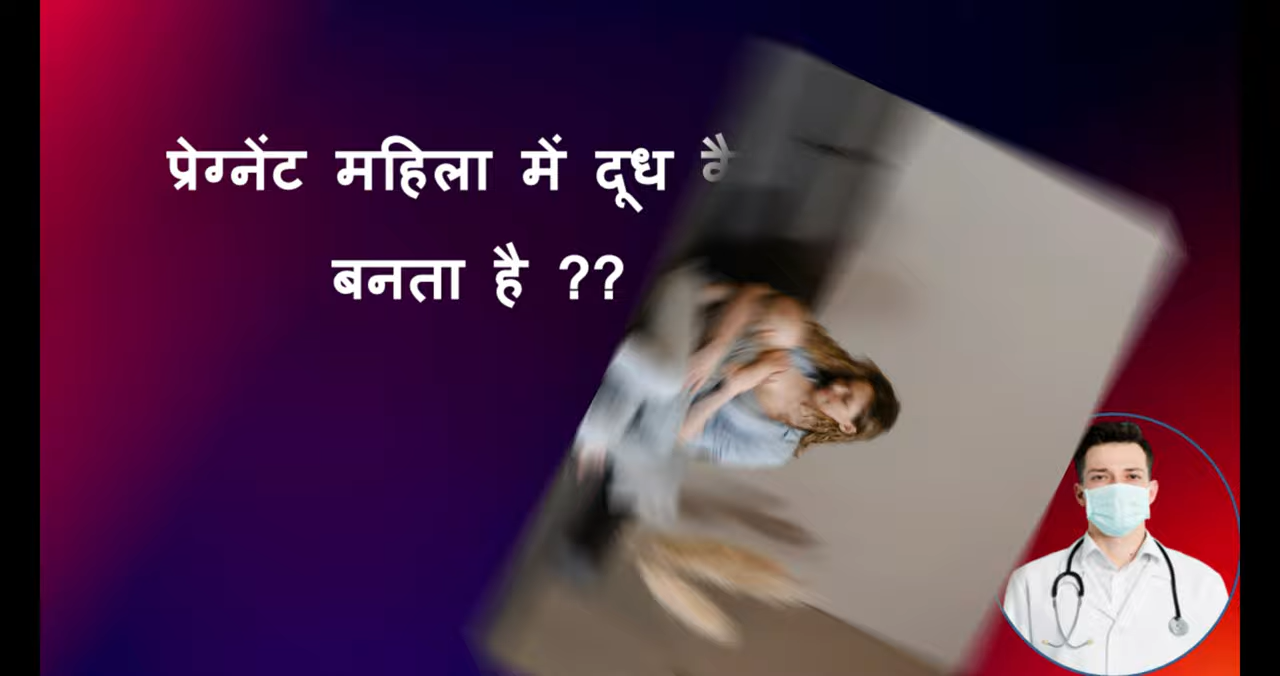 प्रेग्नेंट महिला में दूध
बनता है ??